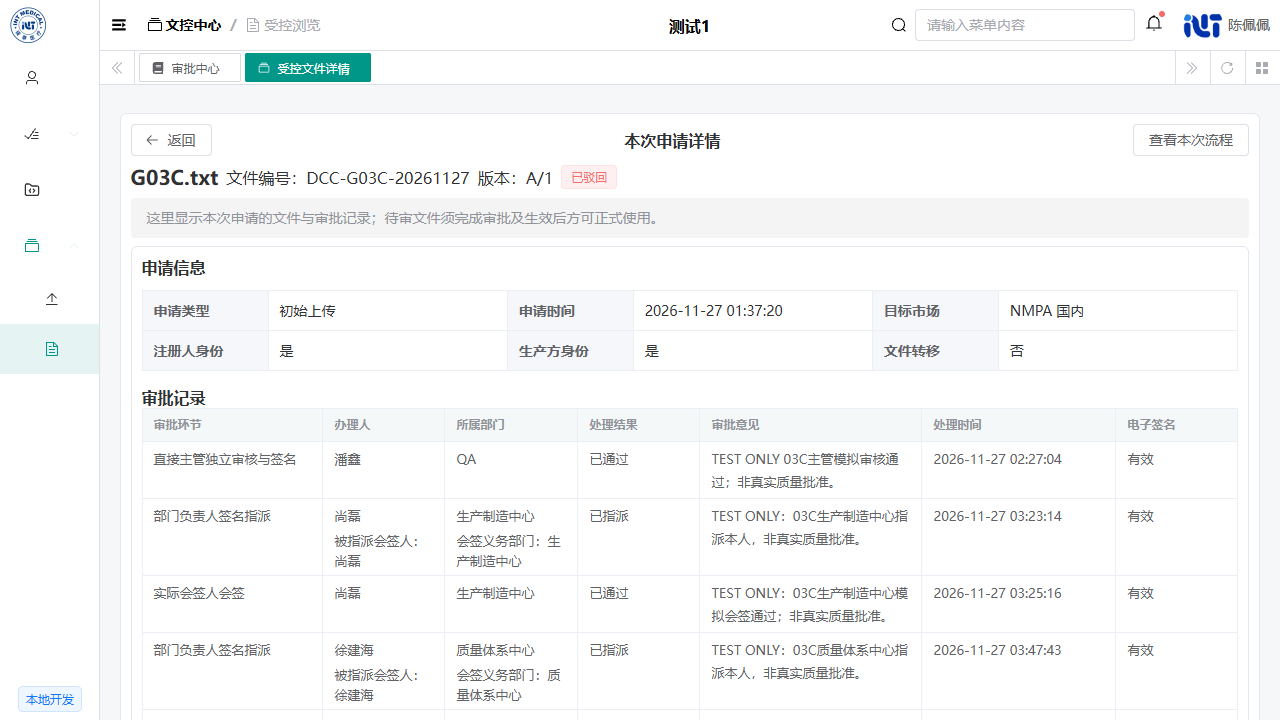 文控中心 / 受控浏览
测试1
请输入菜单内容
陈佩佩
审批中心
受控文件详情
返回
本次申请详情
查看本次流程
G03C.txt 文件编号：DCC-G03C-20261127 版本：A/1 已驳回
这里显示本次申请的文件与审批记录；待审文件须完成审批及生效后方可正式使用。
申请信息
申请类型 初始上传 申请时间 2026-11-27 01:37:20 目标市场 NMPA 国内
注册人身份 是 生产方身份 是 文件转移 否
审批记录
审批环节 办理人 所属部门 处理结果 审批意见 处理时间 电子签名
直接主管独立审核与签名 潘鑫 QA 已通过 TEST ONLY 03C主管模拟审核通 2026-11-27 02:27:04 有效
过；非真实质量批准。
部门负责人签名指派 尚磊 生产制造中心 已指派 TEST ONLY：03C生产制造中心指 2026-11-27 03:23:14 有效
被指派会签人： 会签义务部门：生 派本人，非真实质量批准。
尚磊 产制造中心
实际会签人会签 尚磊 生产制造中心 已通过 TEST ONLY：03C生产制造中心模 2026-11-27 03:25:16 有效
拟会签通过；非真实质量批准。
部门负责人签名指派 徐建海 质量体系中心 已指派 TEST ONLY：03C质量体系中心指 2026-11-27 03:47:43 有效
被指派会签人： 会签义务部门：质 派本人，非真实质量批准。
徐建海 量体系中心
本地开发